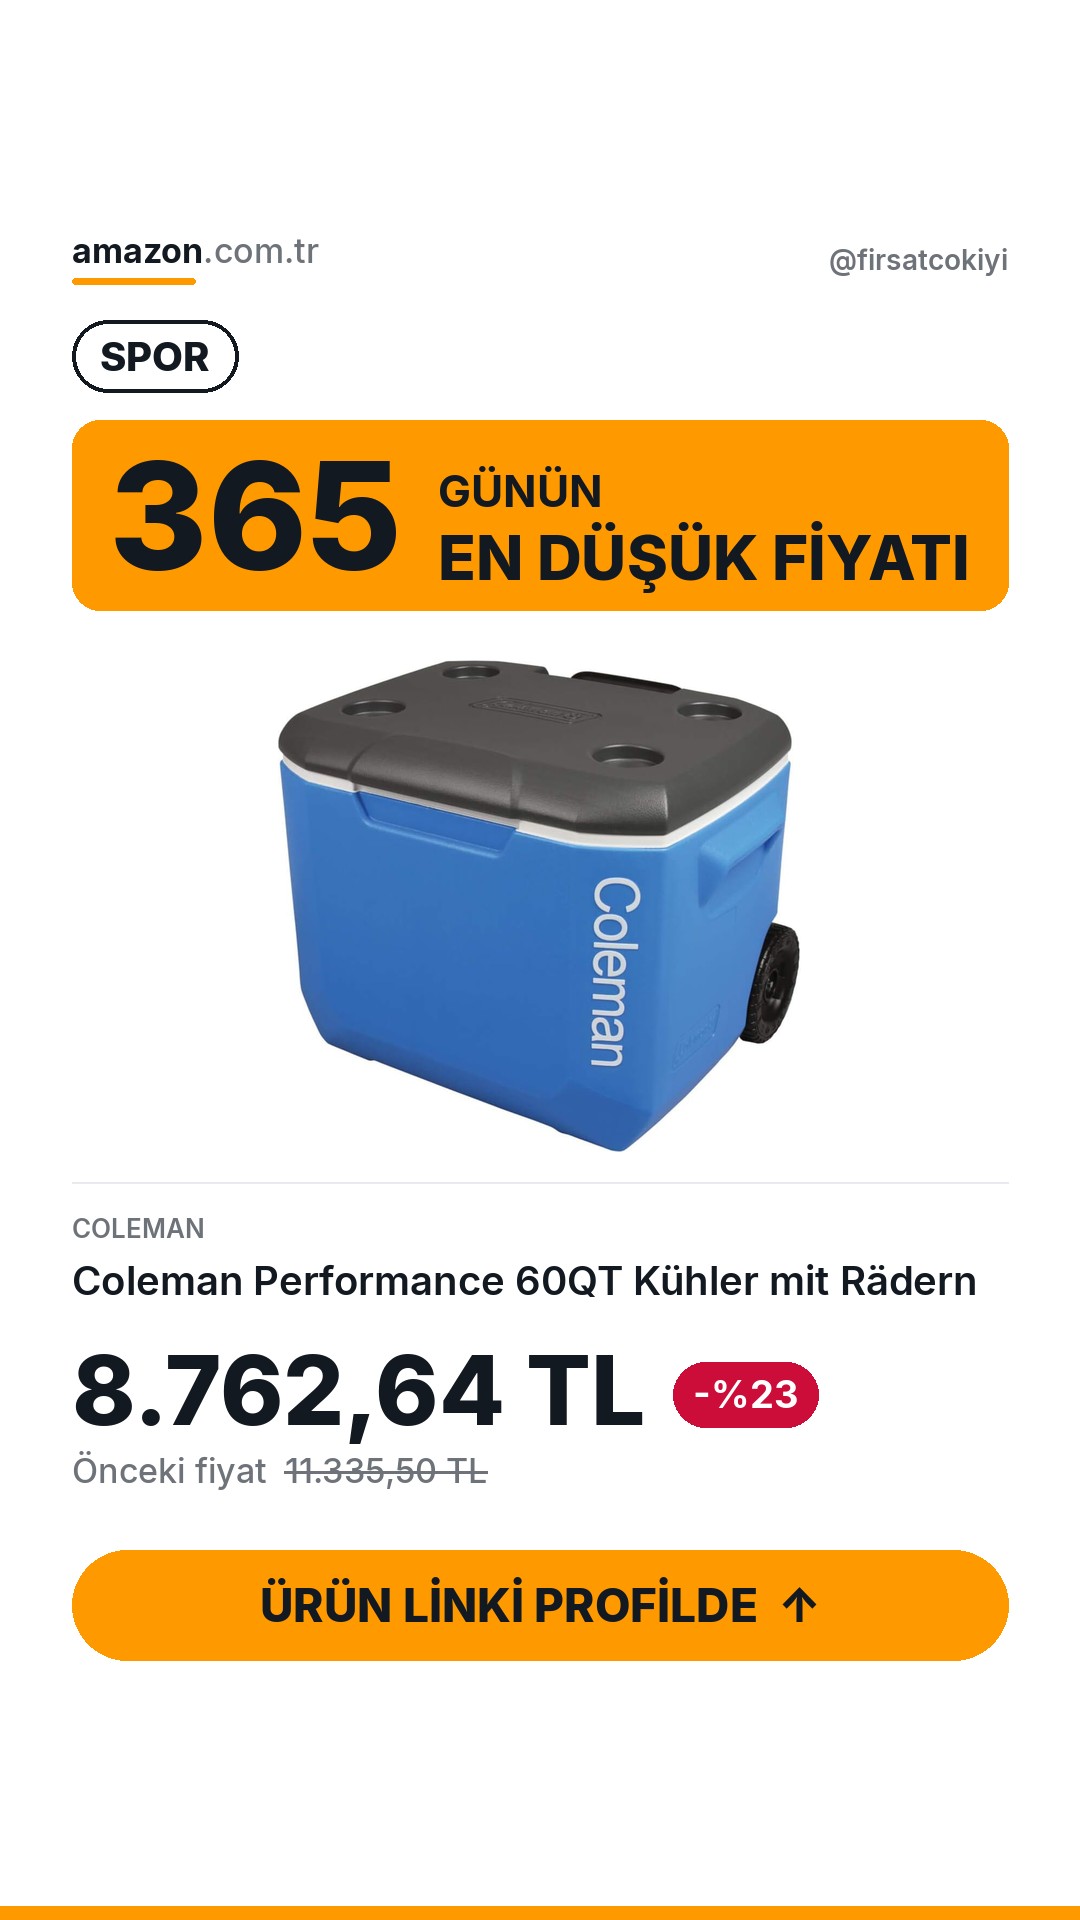 amazon.com.tr
@firsatcokiyi
SPOR
365 GÜNÜN
EN DÜŞÜK FİYATI
Coleman
COLEMAN
Coleman Performance 60QT Kühler mit Rädern
8.762,64 TL -%23
Önceki fiyat 11.335,50 TL
ÜRÜN LİNKİ PROFİLDE ↑